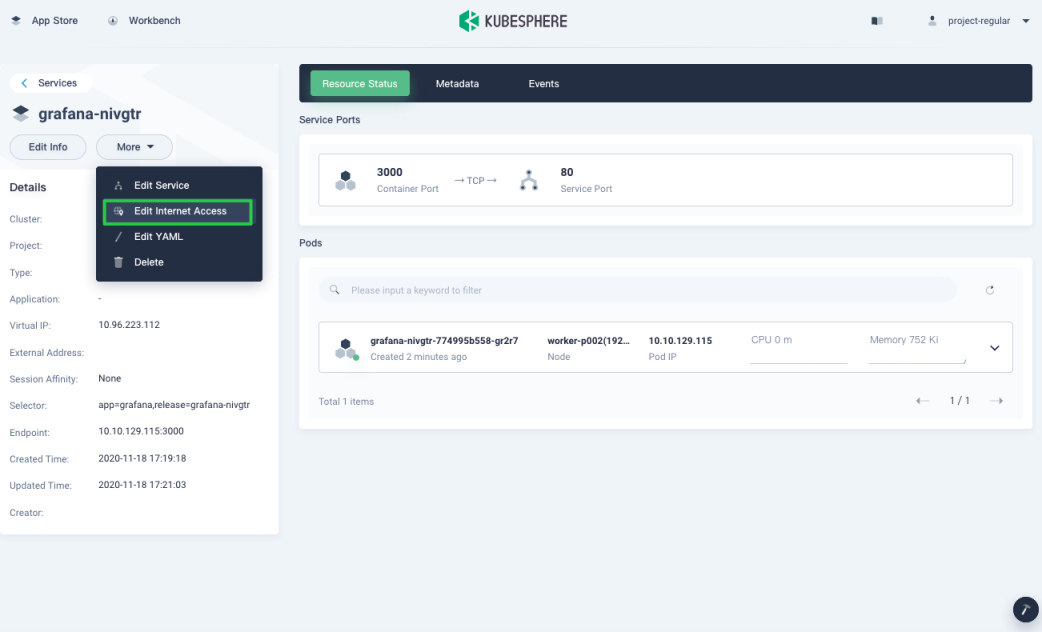 App Store
Workbench
KUBESPHERE
project-regular
Services
grafana-nivgtr
Edit Info
More
Edit Service
Edit Internet Access
Edit YAML
Delete
Details
Cluster:
Project:
Type:
Application: -
Virtual IP: 10.96.223.112
External Address:
Session Affinity: None
Selector: app=grafana,release=grafana-nivgtr
Endpoint: 10.10.129.115:3000
Created Time: 2020-11-18 17:19:18
Updated Time: 2020-11-18 17:21:03
Creator:
Resource Status
Metadata
Events
Service Ports
3000
Container Port
→ TCP →
80
Service Port
Pods
Please input a keyword to filter
grafana-nivgtr-774995b558-gr2r7
Created 2 minutes ago
worker-p002(192...
Node
10.10.129.115
Pod IP
CPU 0 m
Memory 752 Ki
Total 1 items
1 / 1